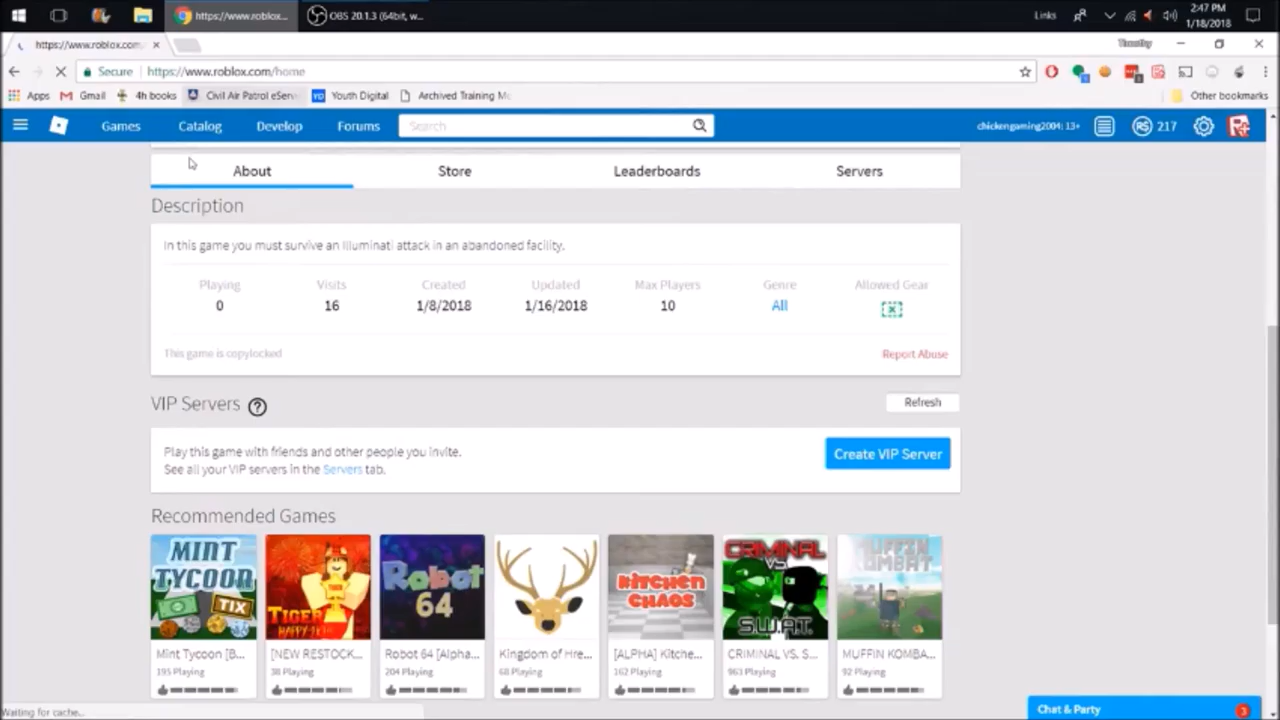 https://www.roblox...
OBS 20.1.3 (64bit, w...
Links
2:47 PM
1/18/2018
https://www.roblox.com
Timothy
Secure
https://www.roblox.com/home
Apps
Gmail
4h books
Civil Air Patrol eServ
Youth Digital
Archived Training M
Other bookmarks
Games
Catalog
Develop
Forums
Search
chickengaming2004: 13+
R$ 217
About
Store
Leaderboards
Servers
Description
In this game you must survive an Illuminati attack in an abandoned facility.
Playing
Visits
Created
Updated
Max Players
Genre
Allowed Gear
0
16
1/8/2018
1/16/2018
10
All
This game is copylocked
Report Abuse
VIP Servers ?
Refresh
Play this game with friends and other people you invite.
See all your VIP servers in the Servers tab.
Create VIP Server
Recommended Games
MINT TYCOON
TIX
TIGER
Robot 64
KITCHEN CHAOS
CRIMINAL VS. S.W.A.T.
MUFFIN KOMBAT
Mint Tycoon [B...
[NEW RESTOCK...
Robot 64 [Alpha...
Kingdom of Hre...
[ALPHA] Kitche...
CRIMINAL VS. S...
MUFFIN KOMBA...
195 Playing
38 Playing
204 Playing
68 Playing
162 Playing
963 Playing
92 Playing
Waiting for cache...
Chat & Party
3